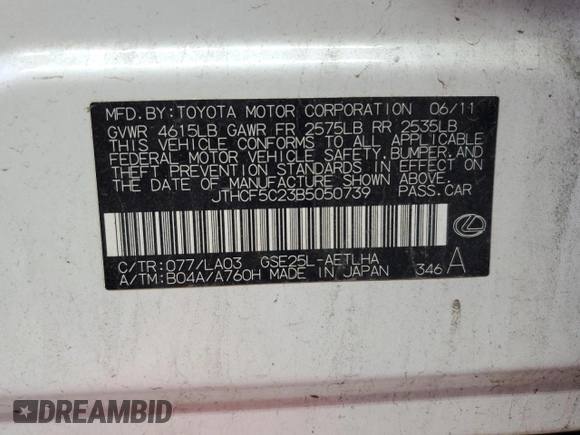 MFD. BY: TOYOTA MOTOR CORPORATION 06/11
GVWR 4615LB GAWR FR 2575LB RR 2535LB
THIS VEHICLE CONFORMS TO ALL APPLICABLE
FEDERAL MOTOR VEHICLE SAFETY, BUMPER, AND
THEFT PREVENTION STANDARDS IN EFFECT ON
THE DATE OF MANUFACTURE SHOWN ABOVE.
JTHCF5C23B5050739 PASS. CAR
C/TR: 077/LA03 GSE25L-AETLHA
A/TM: B04A/A760H MADE IN JAPAN 346 A
DREAMBID